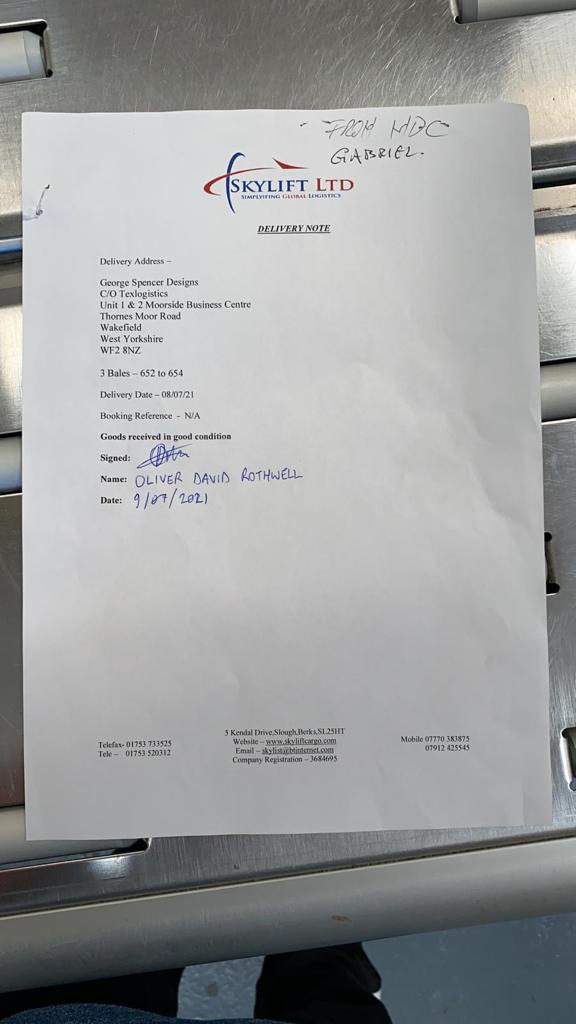 FROM MDC
GABRIEL.
SKYLIFT LTD
SIMPLYIFING GLOBAL LOGISTICS
DELIVERY NOTE
Delivery Address –
George Spencer Designs
C/O Texlogistics
Unit 1 & 2 Moorside Business Centre
Thornes Moor Road
Wakefield
West Yorkshire
WF2 8NZ
3 Bales – 652 to 654
Delivery Date – 08/07/21
Booking Reference - N/A
Goods received in good condition
Signed:
Name: OLIVER DAVID ROTHWELL
Date: 9/07/2021
5 Kendal Drive,Slough,Berks,SL25HT
Telefax- 01753 733525 Website – www.skyliftcargo.com Mobile 07770 383875
Tele – 01753 520312 Email – skylist@btinternet.com 07912 425545
Company Registration – 3684695